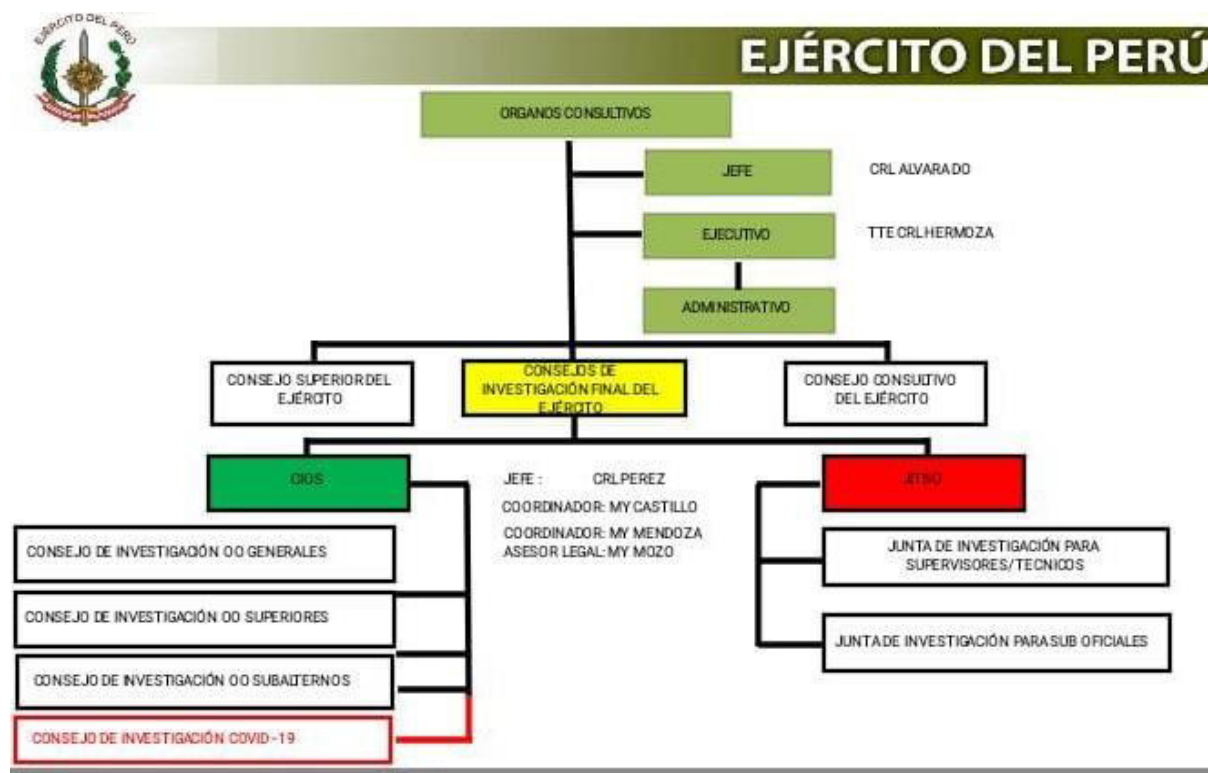 EJÉRCITO DEL PERÚ
EJÉRCITO DEL PERÚ
ORGANOS CONSULTIVOS
JEFE
CRL ALVARADO
EJECUTIVO
TTE CRL HERMOZA
ADMINISTRATIVO
CONSEJO SUPERIOR DEL
EJÉRCITO
CONSEJOS DE
INVESTIGACIÓN FINAL DEL
EJÉRCITO
CONSEJO CONSULTIVO
DEL EJÉRCITO
CIOS
JEFE : CRL PEREZ
COORDINADOR: MY CASTILLO
COORDINADOR: MY MENDOZA
ASESOR LEGAL: MY MOZO
CONSEJO DE INVESTIGACIÓN OO GENERALES
CONSEJO DE INVESTIGACIÓN OO SUPERIORES
CONSEJO DE INVESTIGACIÓN OO SUBALTERNOS
CONSEJO DE INVESTIGACIÓN COVID-19
JUNTA DE INVESTIGACIÓN PARA
SUPERVISORES/TECNICOS
JUNTA DE INVESTIGACIÓN PARA SUB OFICIALES